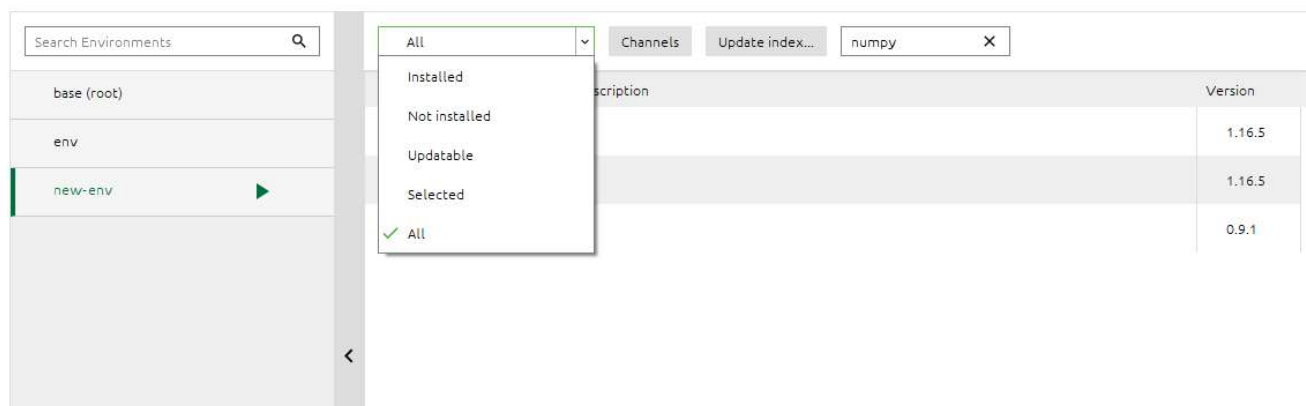 Search Environments
All
Channels
Update index...
numpy
base (root)
env
new-env
Installed
Not installed
Updatable
Selected
All
scription
Version
1.16.5
1.16.5
0.9.1